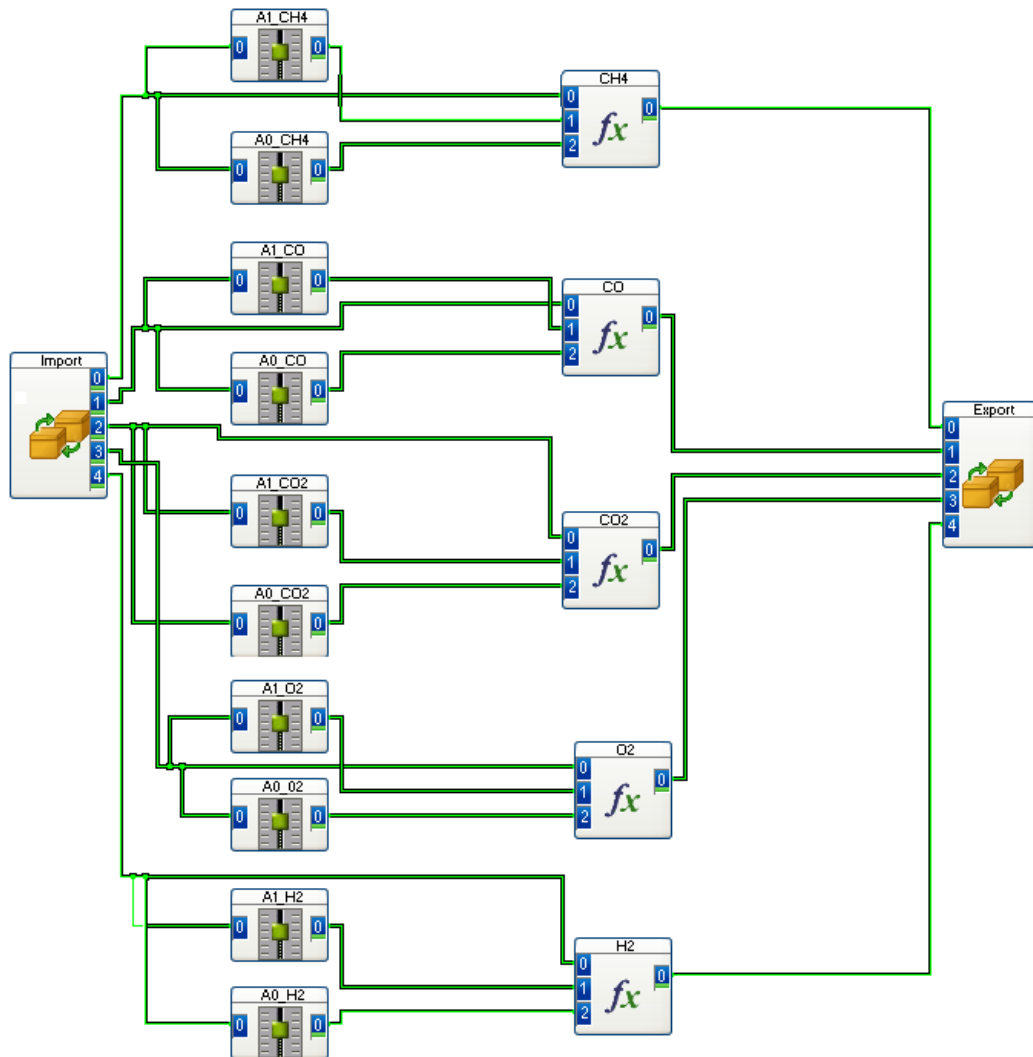 A1_CH4
0 0
CH4
0 0
1
2
fx
A0_CH4
0 0
A1_CO
0 0
CO
0 0
1
2
fx
A0_CO
0 0
Import
0
1
2
3
4
Export
0
1
2
3
4
A1_CO2
0 0
CO2
0 0
1
2
fx
A0_CO2
0 0
A1_O2
0 0
O2
0 0
1
2
fx
A0_02
0 0
A1_H2
0 0
H2
0 0
1
2
fx
A0_H2
0 0